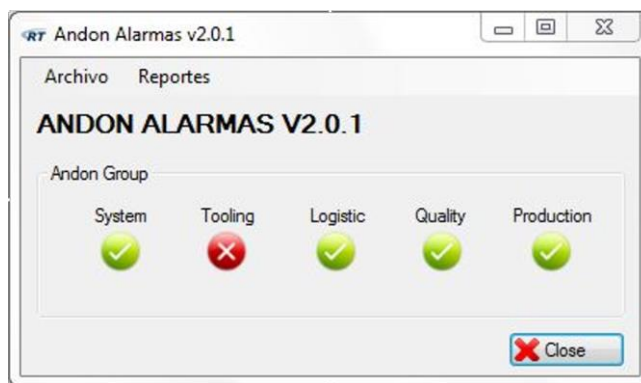 RT Andon Alarmas v2.0.1
Archivo Reportes
ANDON ALARMAS V2.0.1
Andon Group
System Tooling Logistic Quality Production
Close